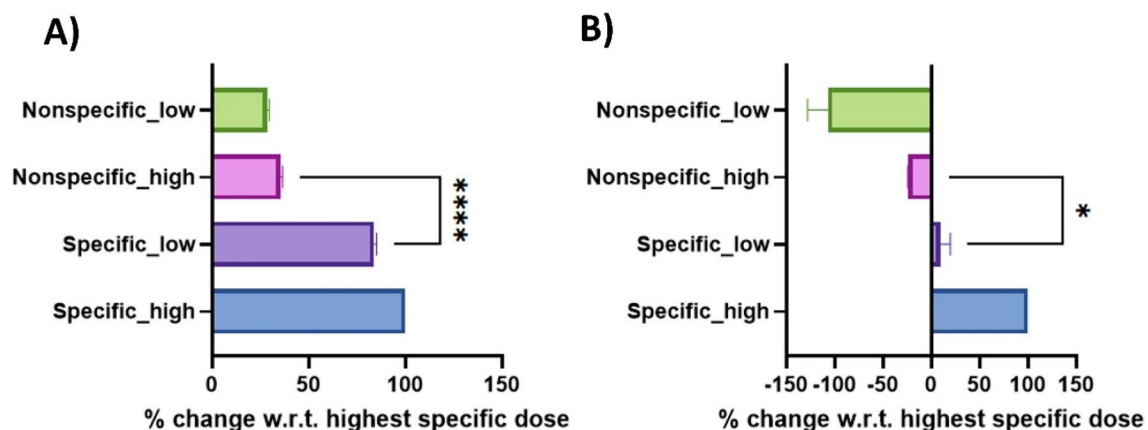 A)
Nonspecific_low
Nonspecific_high
Specific_low
Specific_high
****
0 50 100 150
% change w.r.t. highest specific dose
B)
Nonspecific_low
Nonspecific_high
Specific_low
Specific_high
*
-150 -100 -50 0 50 100 150
% change w.r.t. highest specific dose